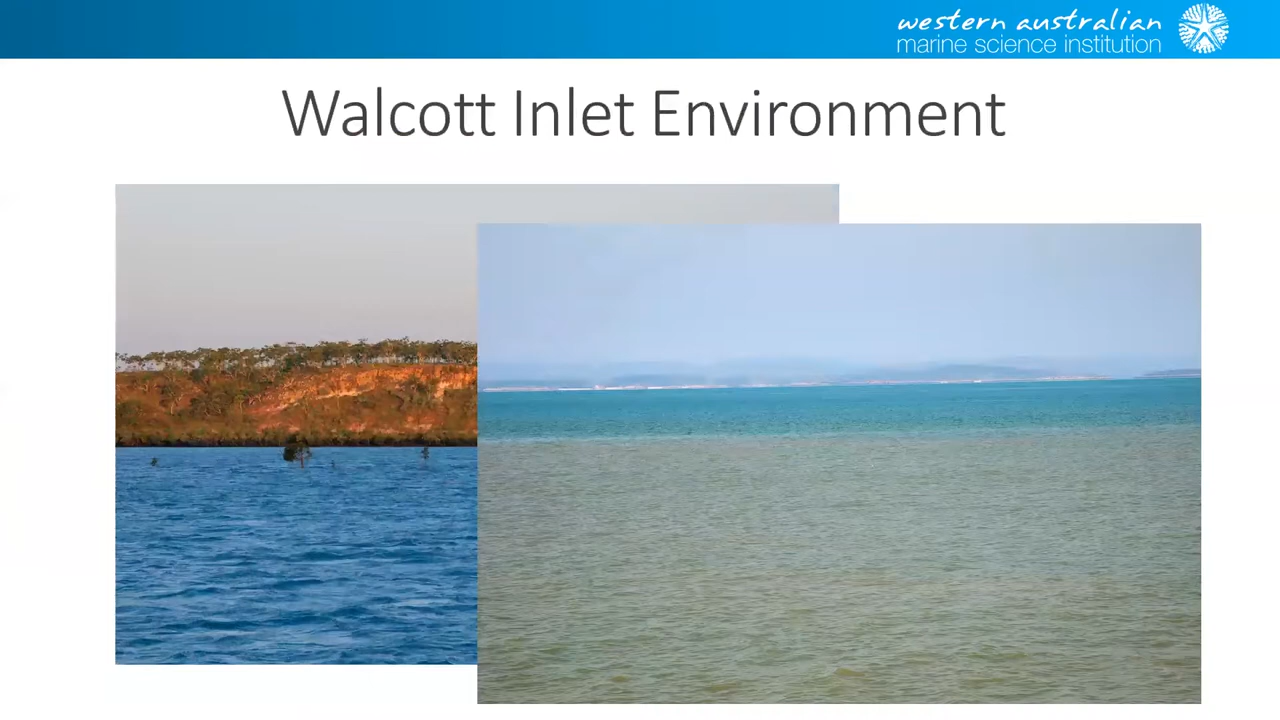 western australian
marine science institution
Walcott Inlet Environment